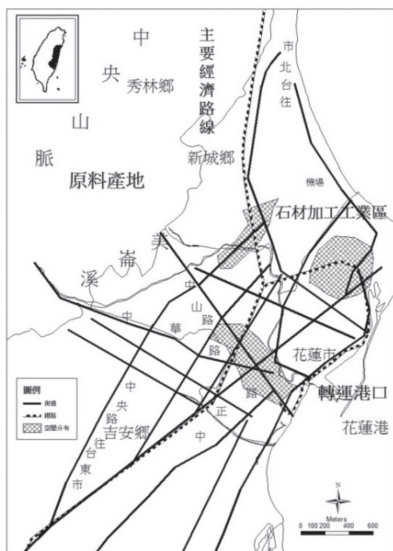 中央山脈
秀林鄉
主要經濟路線
往台北市
新城鄉
原料產地
機場
石材加工工業區
美崙溪
中山路
中華路
花蓮市
轉運港口
花蓮港
中央路
中正路
吉安鄉
往台東市
圖例
街道
鐵路
空間分布
N
Meters
0 100 200 400 600